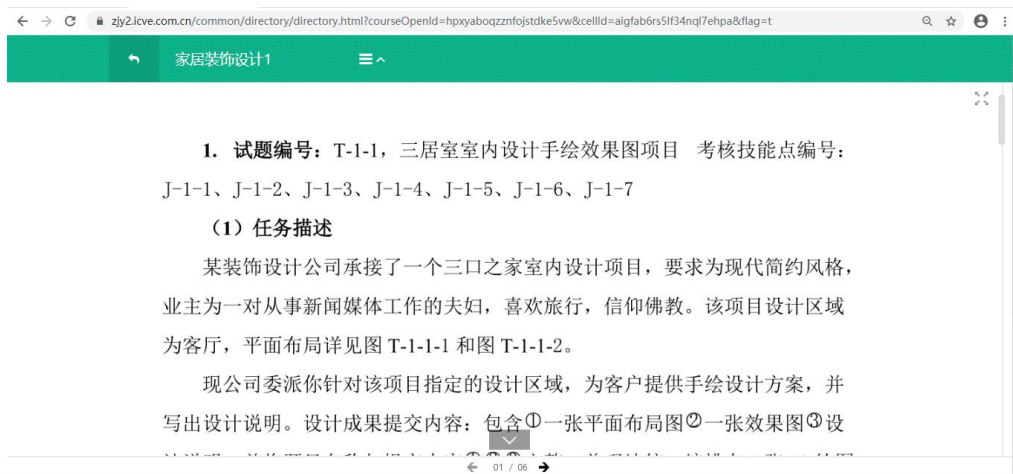 zjy2.icve.com.cn/common/directory/directory.html?courseOpenId=hpxyaboqzznfojstdke5vw&cellId=aigfab6rs5lf34nql7ehpa&flag=t
家居装饰设计1
1. 试题编号：T-1-1，三居室室内设计手绘效果图项目 考核技能点编号：
J-1-1、J-1-2、J-1-3、J-1-4、J-1-5、J-1-6、J-1-7
（1）任务描述
某装饰设计公司承接了一个三口之家室内设计项目，要求为现代简约风格，
业主为一对从事新闻媒体工作的夫妇，喜欢旅行，信仰佛教。该项目设计区域
为客厅，平面布局详见图 T-1-1-1 和图 T-1-1-2。
现公司委派你针对该项目指定的设计区域，为客户提供手绘设计方案，并
写出设计说明。设计成果提交内容：包含①一张平面布局图②一张效果图③设
01 / 06